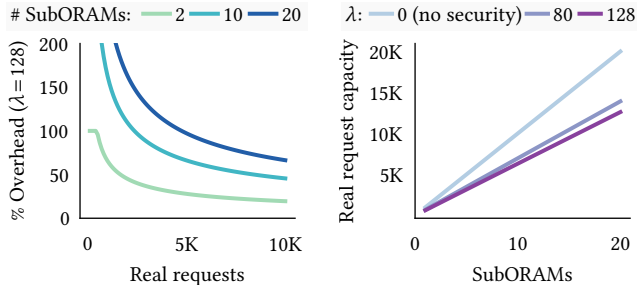 # SubORAMs: 2 10 20
% Overhead (λ=128)
200
150
100
50
0
0 5K 10K
Real requests
λ: 0 (no security) 80 128
Real request capacity
20K
15K
10K
5K
0 10 20
SubORAMs